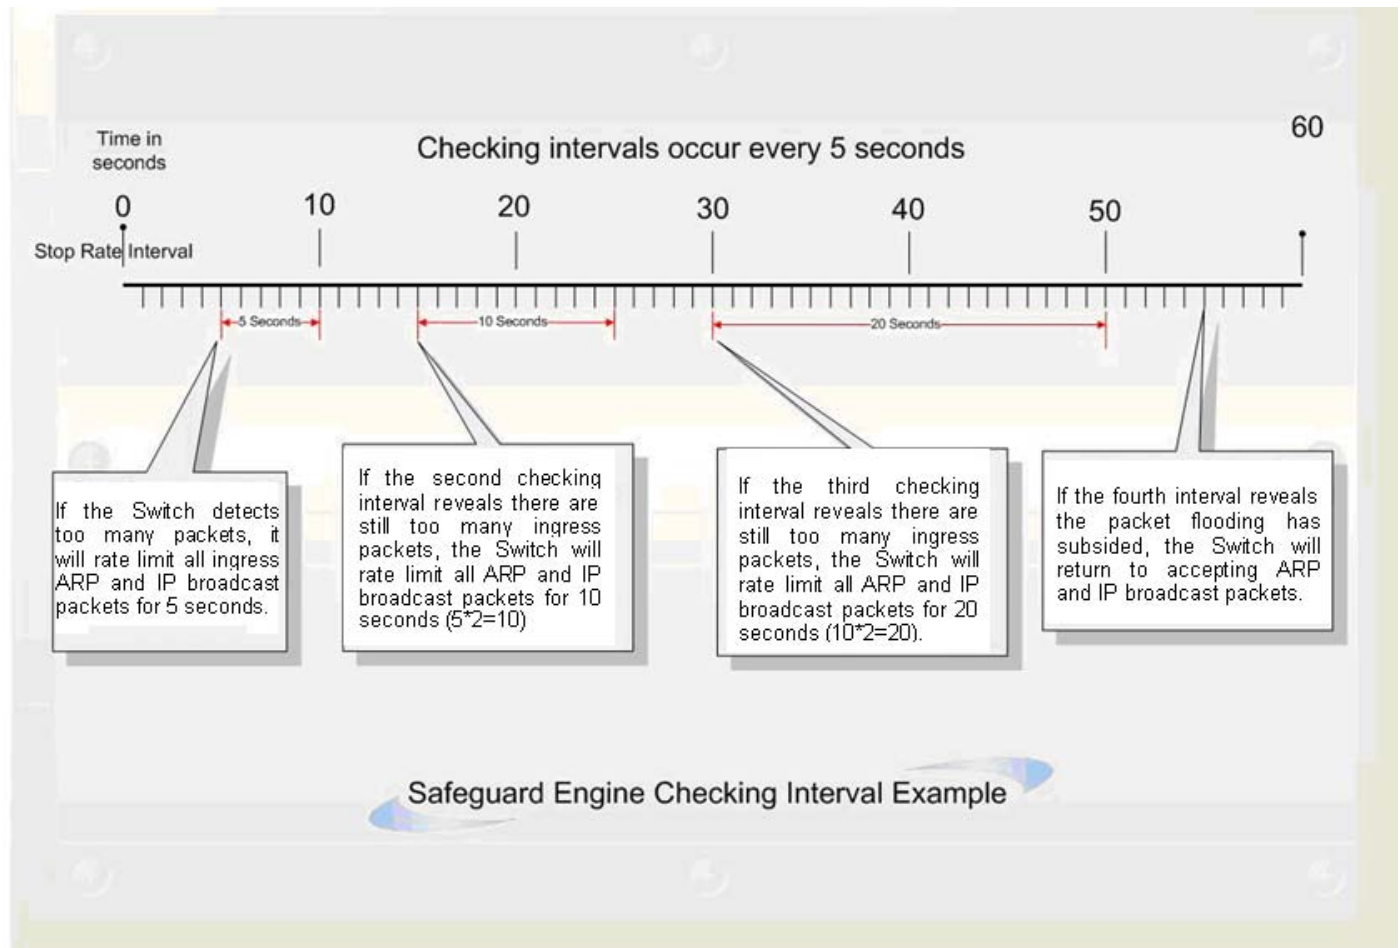 Time in
seconds
Checking intervals occur every 5 seconds
60
0
10
20
30
40
50
Stop Rate Interval
5 Seconds
10 Seconds
20 Seconds
If the Switch detects
too many packets, it
will rate limit all ingress
ARP and IP broadcast
packets for 5 seconds.
If the second checking
interval reveals there are
still too many ingress
packets, the Switch will
rate limit all ARP and IP
broadcast packets for 10
seconds (5*2=10)
If the third checking
interval reveals there are
still too many ingress
packets, the Switch will
rate limit all ARP and IP
broadcast packets for 20
seconds (10*2=20).
If the fourth interval reveals
the packet flooding has
subsided, the Switch will
return to accepting ARP
and IP broadcast packets.
Safeguard Engine Checking Interval Example